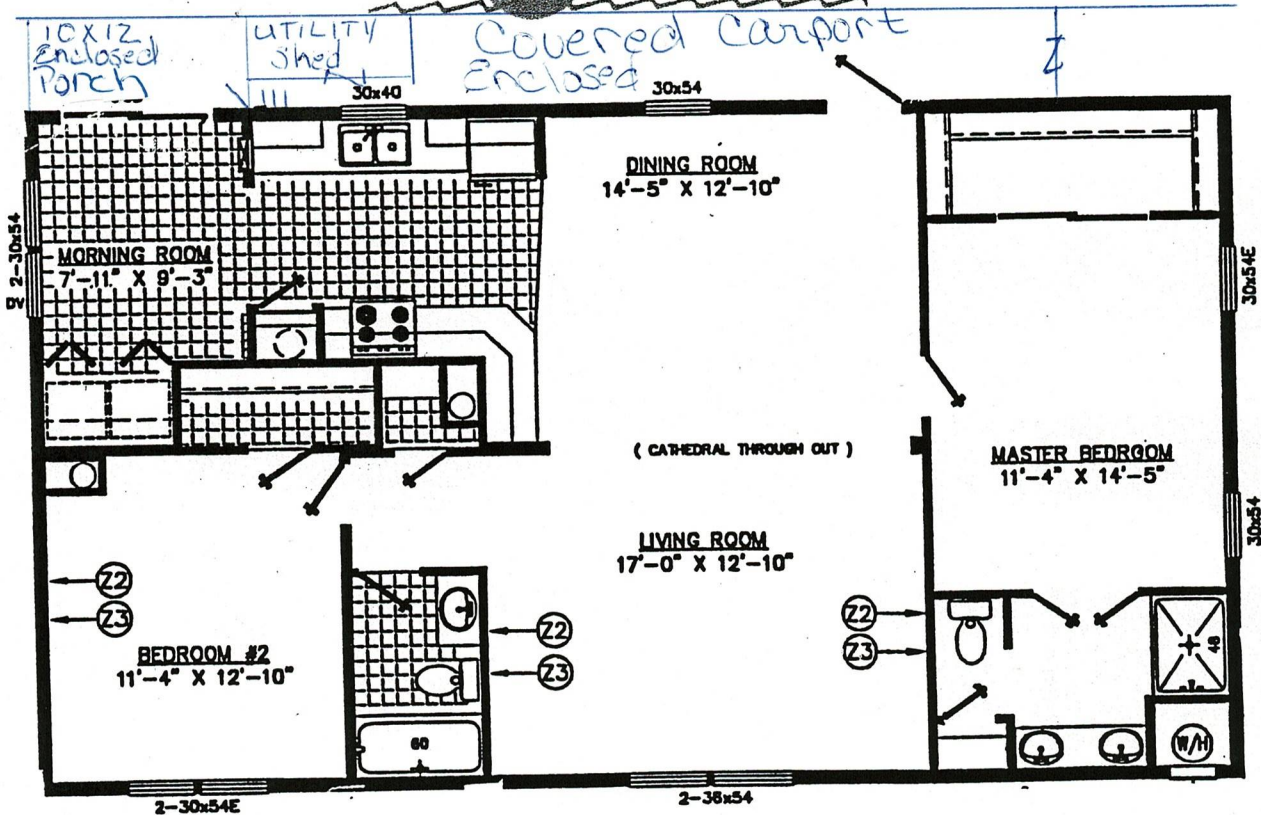 10X12
Enclosed
Porch
UTILITY
Shed
Covered Carport
Enclosed
30x40
30x54
DINING ROOM
14'-5" X 12'-10"
2-30x54
MORNING ROOM
7'-11" X 9'-3"
30x54E
( CATHEDRAL THROUGH OUT )
MASTER BEDROOM
11'-4" X 14'-5"
30x54
LIVING ROOM
17'-0" X 12'-10"
Z2
Z3
Z2
Z3
Z2
Z3
BEDROOM #2
11'-4" X 12'-10"
48
60
W/H
2-30x54E
2-36x54